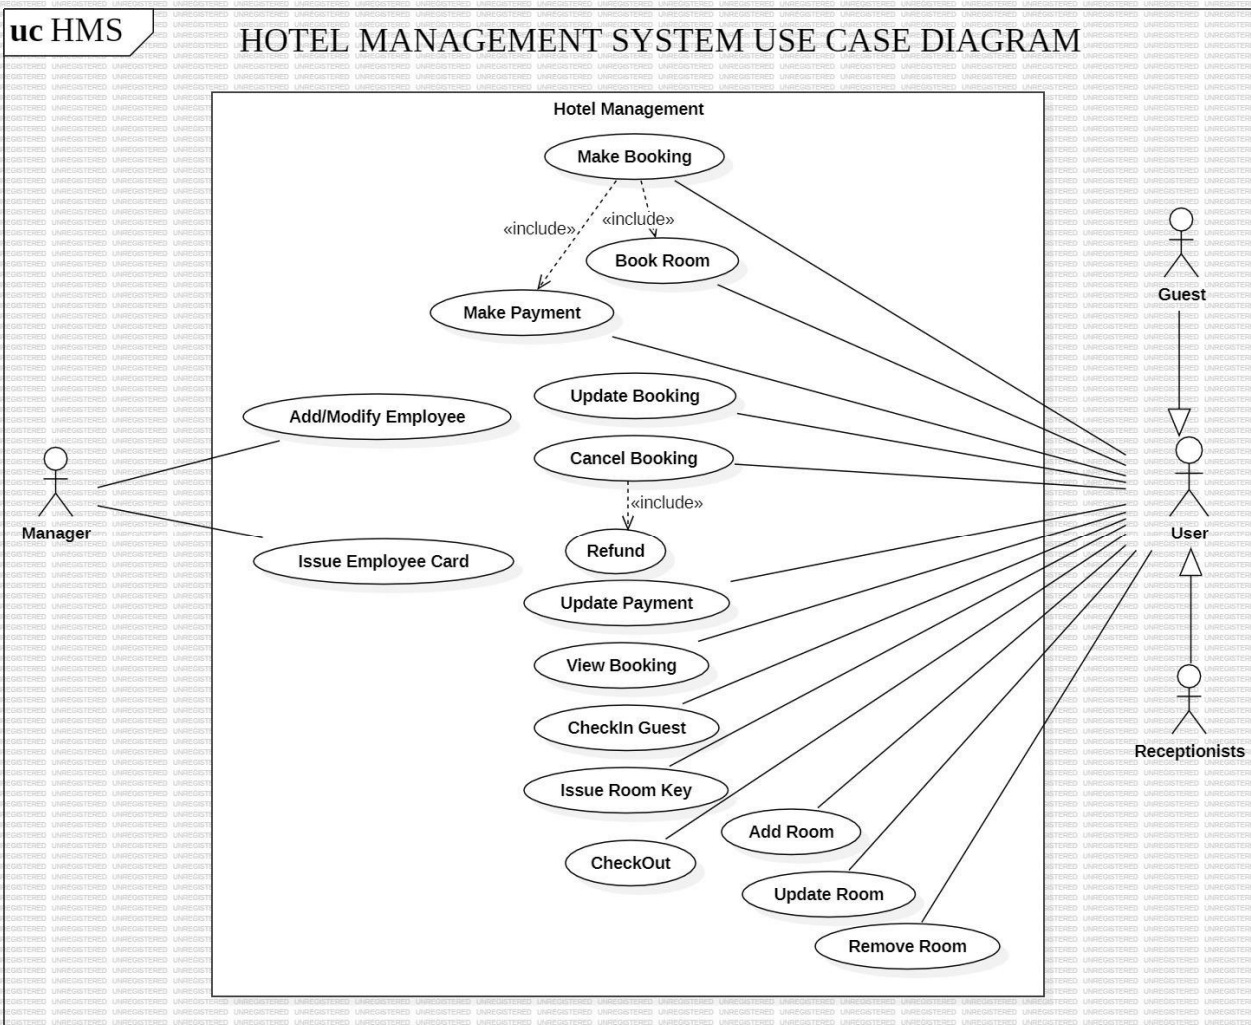 uc HMS
HOTEL MANAGEMENT SYSTEM USE CASE DIAGRAM
Hotel Management
Make Booking
«include»
«include»
Book Room
Make Payment
Guest
Update Booking
Add/Modify Employee
Cancel Booking
«include»
Manager
User
Refund
Issue Employee Card
Update Payment
View Booking
CheckIn Guest
Receptionists
Issue Room Key
Add Room
CheckOut
Update Room
Remove Room
UNREGISTERED